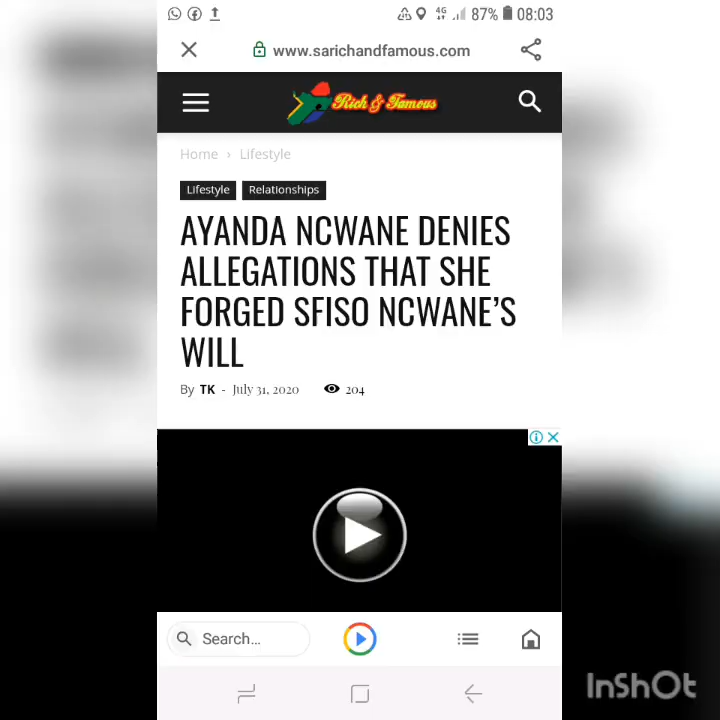 4G 87% 08:03
www.sarichandfamous.com
Rich & Famous
Home › Lifestyle
Lifestyle Relationships
AYANDA NCWANE DENIES
ALLEGATIONS THAT SHE
FORGED SFISO NCWANE'S
WILL
By TK - July 31, 2020 204
Search...
InShOt